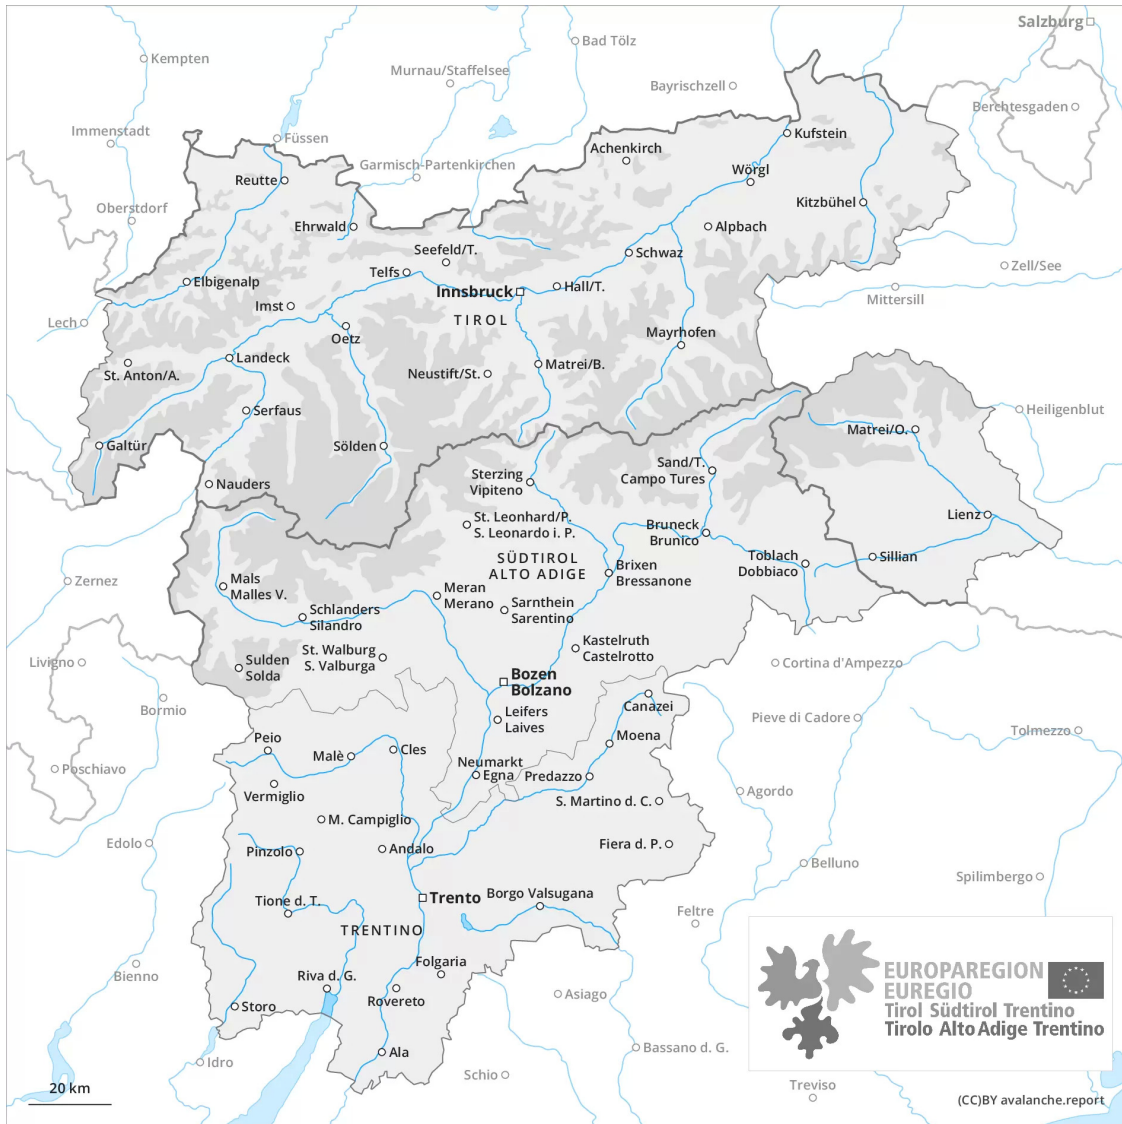 Salzburg
Bad Tölz
Kempten
Murnau/Staffelsee
Bayrischzell
Berchtesgaden
Immenstadt
Füssen
Kufstein
Achenkirch
Garmisch-Partenkirchen
Wörgl
Reutte
Oberstdorf
Kitzbühel
Ehrwald
Alpbach
Seefeld/T.
Schwaz
Telfs
Zell/See
Elbigenalp
Hall/T.
Innsbruck
Mittersill
Imst
TIROL
Lech
Oetz
Mayrhofen
Landeck
Matrei/B.
St. Anton/A.
Neustift/St.
Serfaus
Heiligenblut
Matrei/O.
Galtür
Sölden
Sand/T.
Campo Tures
Sterzing
Vipiteno
Nauders
St. Leonhard/P.
S. Leonardo i. P.
Lienz
Bruneck
Brunico
SÜDTIROL
ALTO ADIGE
Toblach
Dobbiaco
Sillian
Brixen
Bressanone
Zernez
Mals
Malles V.
Meran
Merano
Sarnthein
Sarentino
Schlanders
Silandro
Kastelruth
Castelrotto
St. Walburg
S. Valburga
Livigno
Sulden
Solda
Cortina d'Ampezzo
Bozen
Bolzano
Canazei
Bormio
Leifers
Laives
Pieve di Cadore
Tolmezzo
Peio
Moena
Malè
Cles
Neumarkt
Egna
Predazzo
Poschiavo
Vermiglio
Agordo
S. Martino d. C.
M. Campiglio
Edolo
Pinzolo
Andalo
Fiera d. P.
Belluno
Spilimbergo
Trento
Borgo Valsugana
Tione d. T.
Feltre
TRENTINO
Folgaria
Bienno
Riva d. G.
EUROPAREGION
EUREGIO
Tirol Südtirol Trentino
Tirolo Alto Adige Trentino
Asiago
Rovereto
Storo
Bassano d. G.
Ala
Idro
Schio
Treviso
20 km
(CC)BY avalanche.report